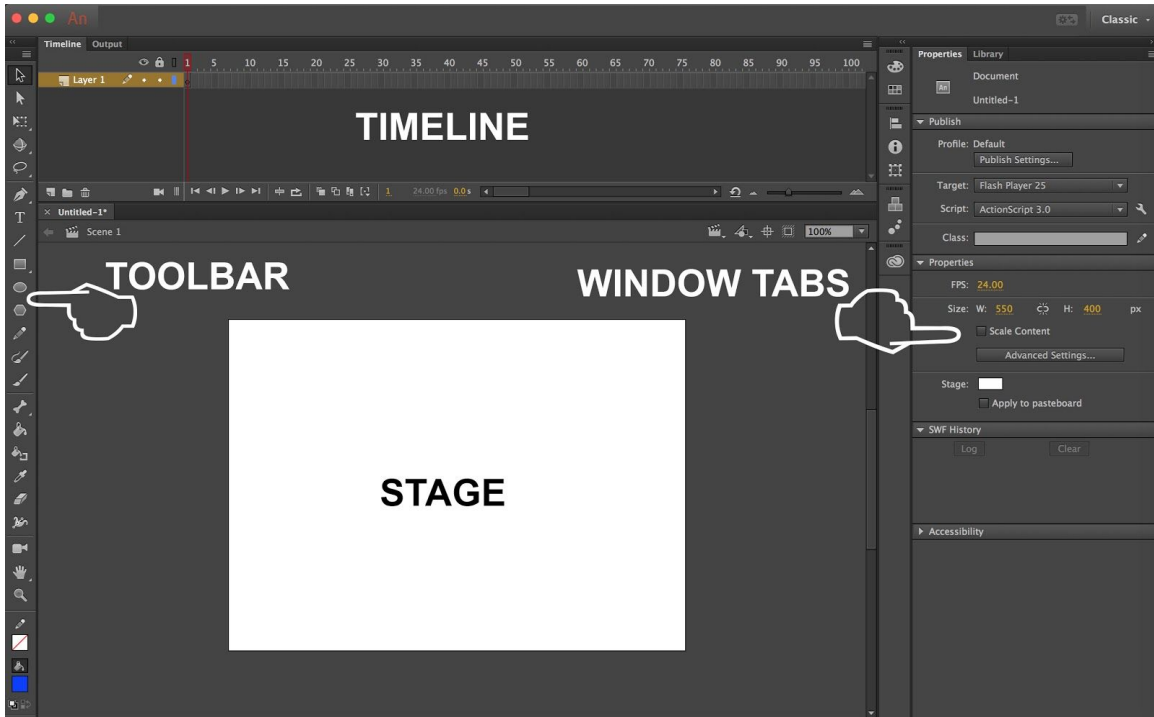 An
Classic
Timeline Output
1 5 10 15 20 25 30 35 40 45 50 55 60 65 70 75 80 85 90 95 100
Layer 1
TIMELINE
1 24.00 fps 0.0 s
Untitled-1*
Scene 1
100%
TOOLBAR
WINDOW TABS
STAGE
Properties Library
Document
An
Untitled-1
Publish
Profile: Default
Publish Settings...
Target: Flash Player 25
Script: ActionScript 3.0
Class:
Properties
FPS: 24.00
Size: W: 550 H: 400 px
Scale Content
Advanced Settings...
Stage:
Apply to pasteboard
SWF History
Log Clear
Accessibility